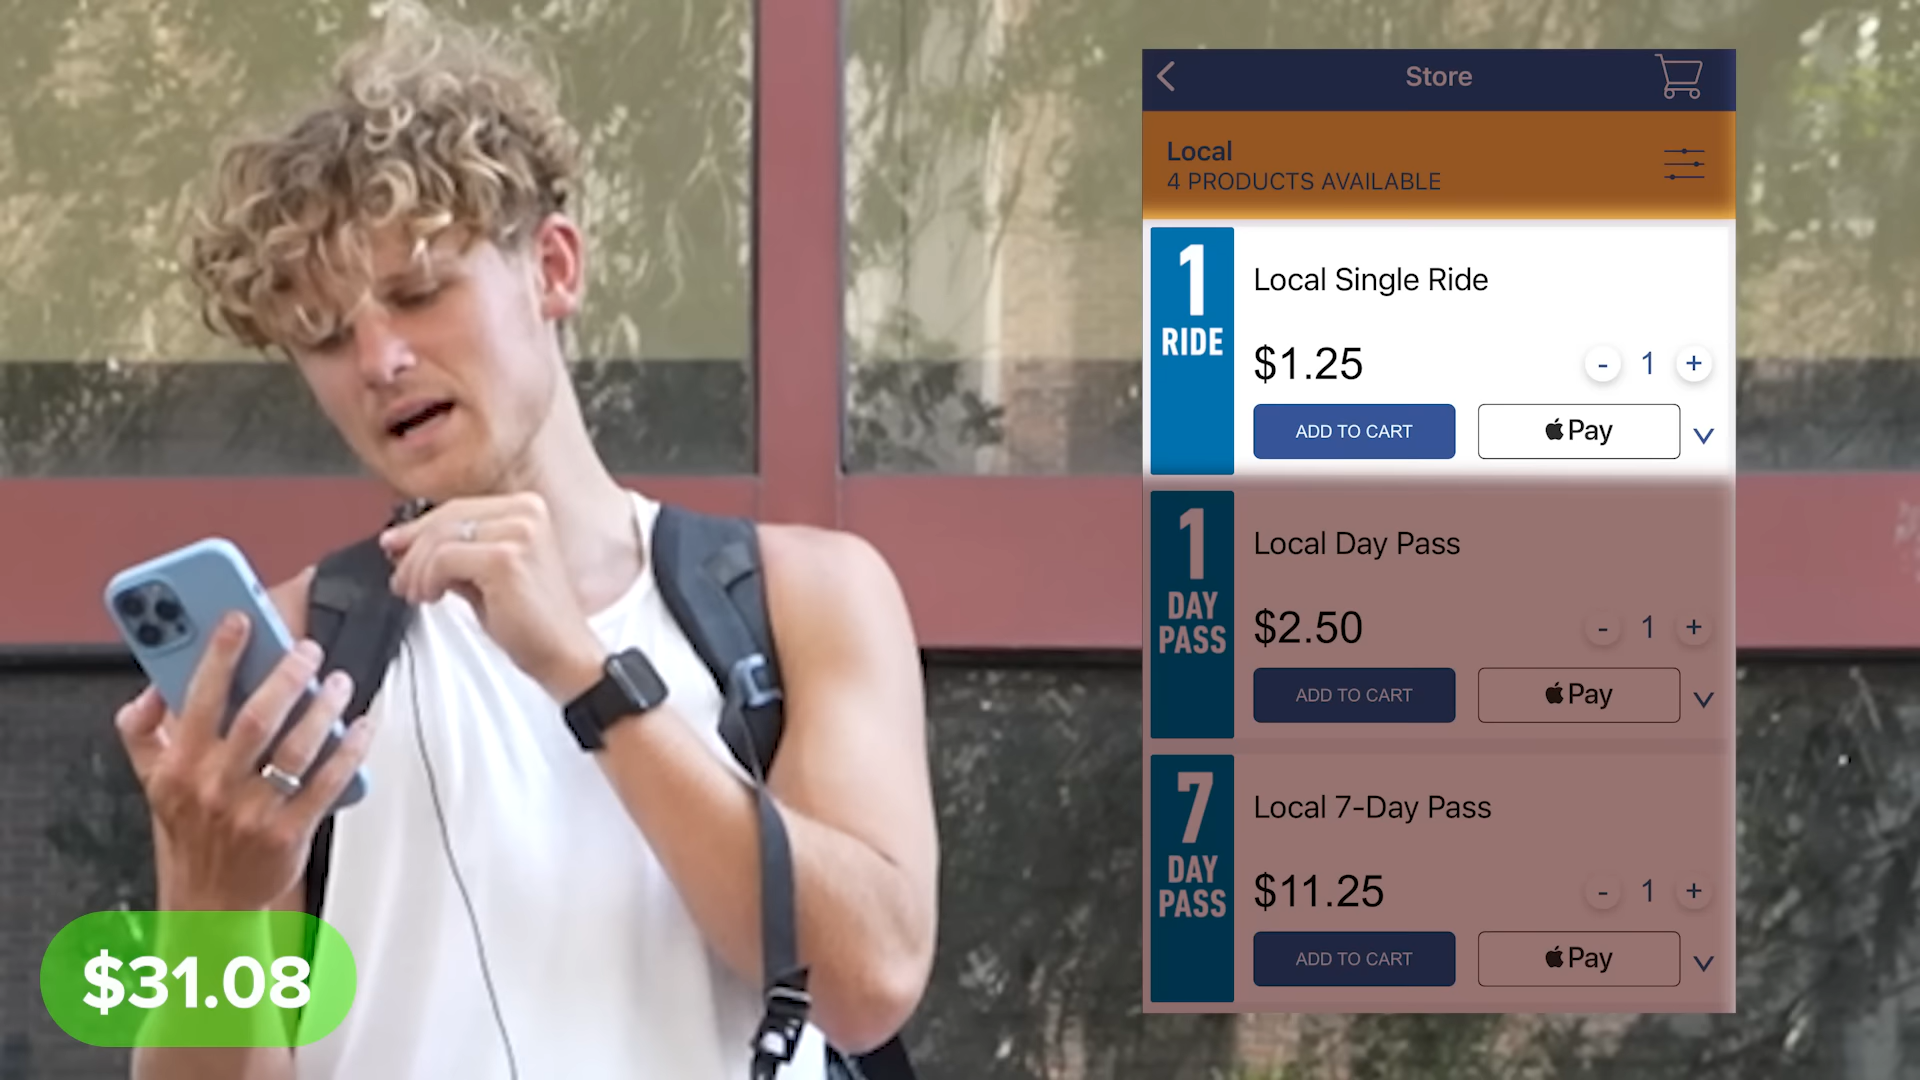 Store
Local
4 PRODUCTS AVAILABLE
1
RIDE
Local Single Ride
$1.25
- 1 +
ADD TO CART
Pay
1
DAY
PASS
Local Day Pass
$2.50
- 1 +
ADD TO CART
Pay
7
DAY
PASS
Local 7-Day Pass
$11.25
- 1 +
ADD TO CART
Pay
$31.08